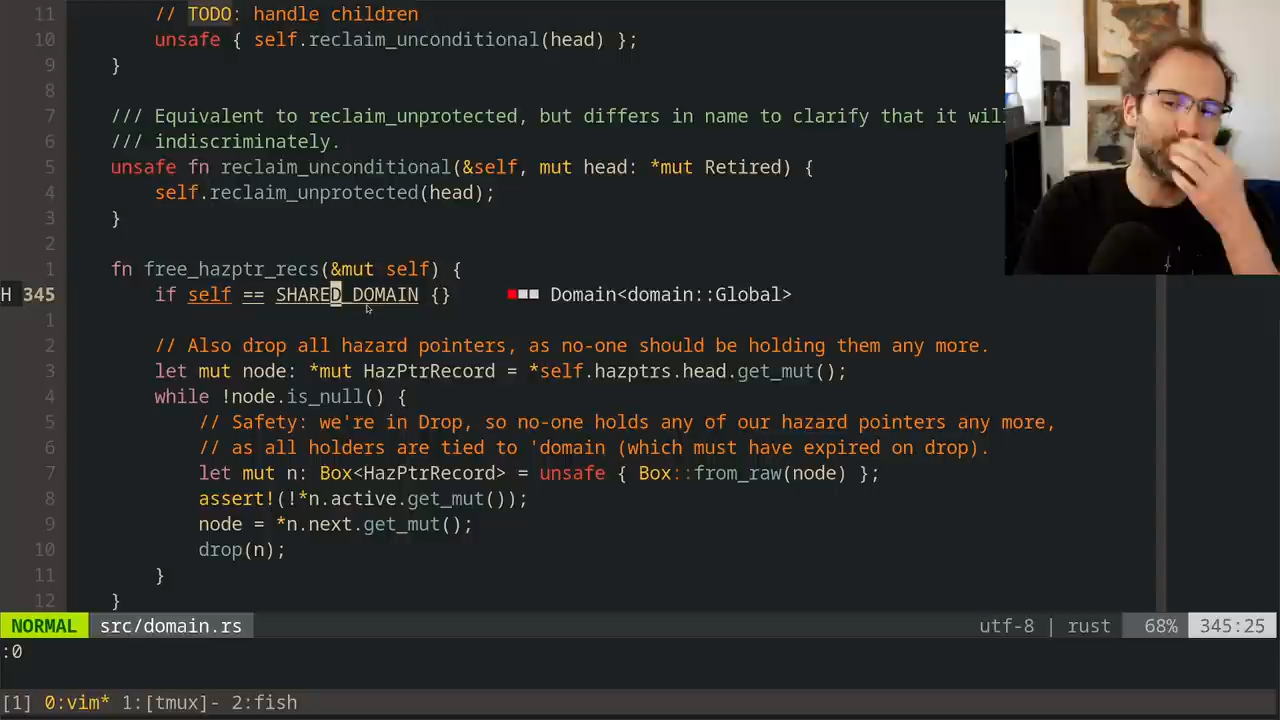 11 // TODO: handle children
10 unsafe { self.reclaim_unconditional(head) };
9 }
8
7 /// Equivalent to reclaim_unprotected, but differs in name to clarify that it wil
6 /// indiscriminately.
5 unsafe fn reclaim_unconditional(&self, mut head: *mut Retired) {
4 self.reclaim_unprotected(head);
3 }
2
1 fn free_hazptr_recs(&mut self) {
H 345 if self == SHARED_DOMAIN {} Domain<domain::Global>
1
2 // Also drop all hazard pointers, as no-one should be holding them any more.
3 let mut node: *mut HazPtrRecord = *self.hazptrs.head.get_mut();
4 while !node.is_null() {
5 // Safety: we're in Drop, so no-one holds any of our hazard pointers any more,
6 // as all holders are tied to 'domain (which must have expired on drop).
7 let mut n: Box<HazPtrRecord> = unsafe { Box::from_raw(node) };
8 assert!(!*n.active.get_mut());
9 node = *n.next.get_mut();
10 drop(n);
11 }
12 }
NORMAL src/domain.rs utf-8 | rust 68% 345:25
:0
[1] 0:vim* 1:[tmux]- 2:fish